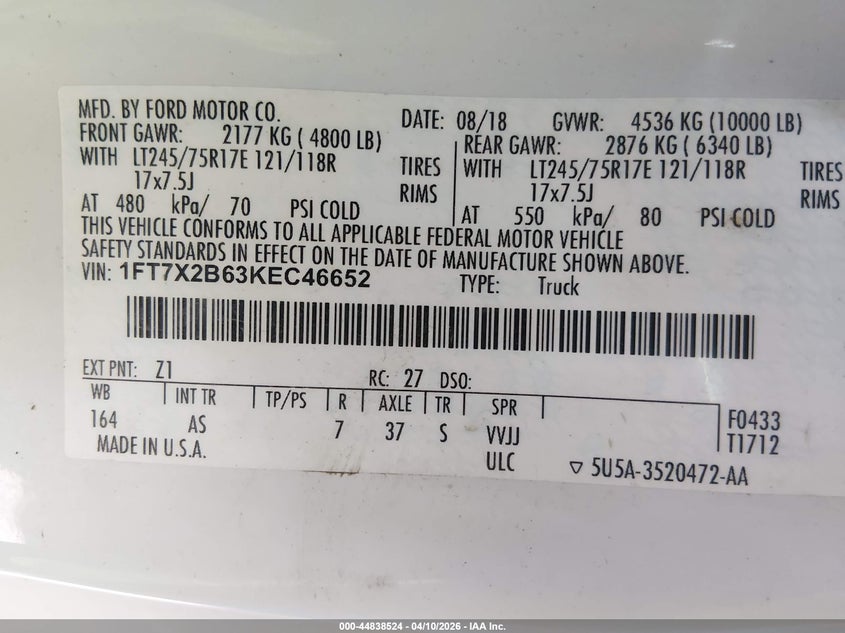 MFD. BY FORD MOTOR CO.
DATE: 08/18 GVWR: 4536 KG (10000 LB)
FRONT GAWR: 2177 KG ( 4800 LB)
REAR GAWR: 2876 KG ( 6340 LB)
WITH LT245/75R17E 121/118R TIRES
WITH LT245/75R17E 121/118R TIRES
17x7.5J RIMS
17x7.5J RIMS
AT 480 kPa/ 70 PSI COLD
AT 550 kPa/ 80 PSI COLD
THIS VEHICLE CONFORMS TO ALL APPLICABLE FEDERAL MOTOR VEHICLE
SAFETY STANDARDS IN EFFECT ON THE DATE OF MANUFACTURE SHOWN ABOVE.
VIN: 1FT7X2B63KEC46652 TYPE: Truck
EXT PNT: Z1 RC: 27 DSO:
WB INT TR TP/PS R AXLE TR SPR
164 AS 7 37 S VVJJ
F0433
T1712
MADE IN U.S.A. ULC ▽ 5U5A-3520472-AA
000-44838524 - 04/10/2026 - IAA Inc.